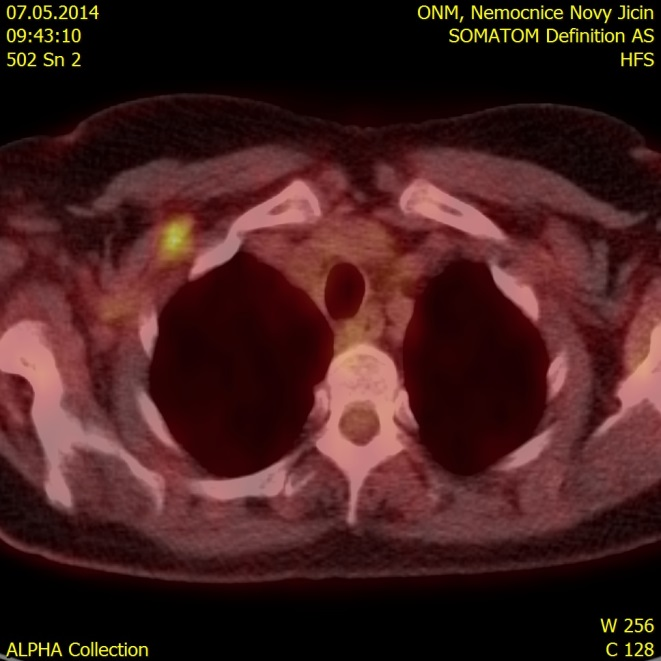 07.05.2014
09:43:10
502 Sn 2
ONM, Nemocnice Novy Jicin
SOMATOM Definition AS
HFS
ALPHA Collection
W 256
C 128